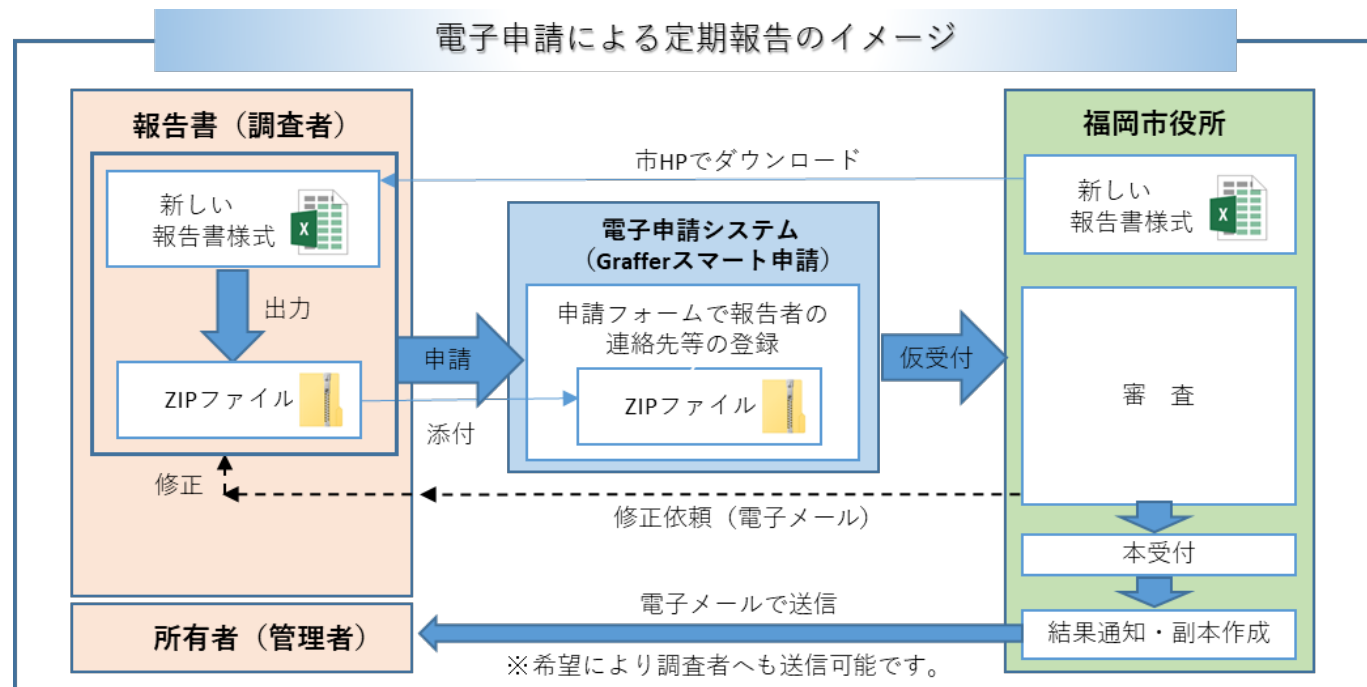 電子申請による定期報告のイメージ
報告書（調査者）
新しい
報告書様式
X
出力
ZIPファイル
修正
市HPでダウンロード
電子申請システム
（Grafferスマート申請）
申請フォームで報告者の
連絡先等の登録
ZIPファイル
申請
添付
仮受付
修正依頼（電子メール）
福岡市役所
新しい
報告書様式
X
審　査
本受付
結果通知・副本作成
電子メールで送信
※希望により調査者へも送信可能です。
所有者（管理者）